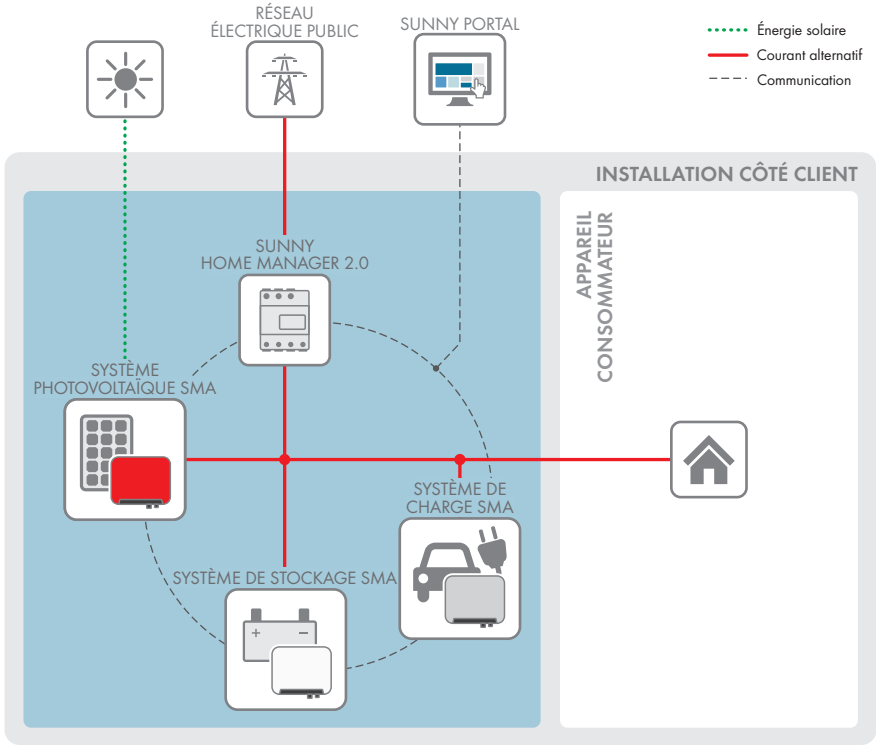 RÉSEAU
ÉLECTRIQUE PUBLIC
SUNNY PORTAL
Énergie solaire
Courant alternatif
Communication
INSTALLATION CÔTÉ CLIENT
APPAREIL
CONSOMMATEUR
SUNNY
HOME MANAGER 2.0
SYSTÈME
PHOTOVOLTAÏQUE SMA
SYSTÈME DE
CHARGE SMA
SYSTÈME DE STOCKAGE SMA
+ −